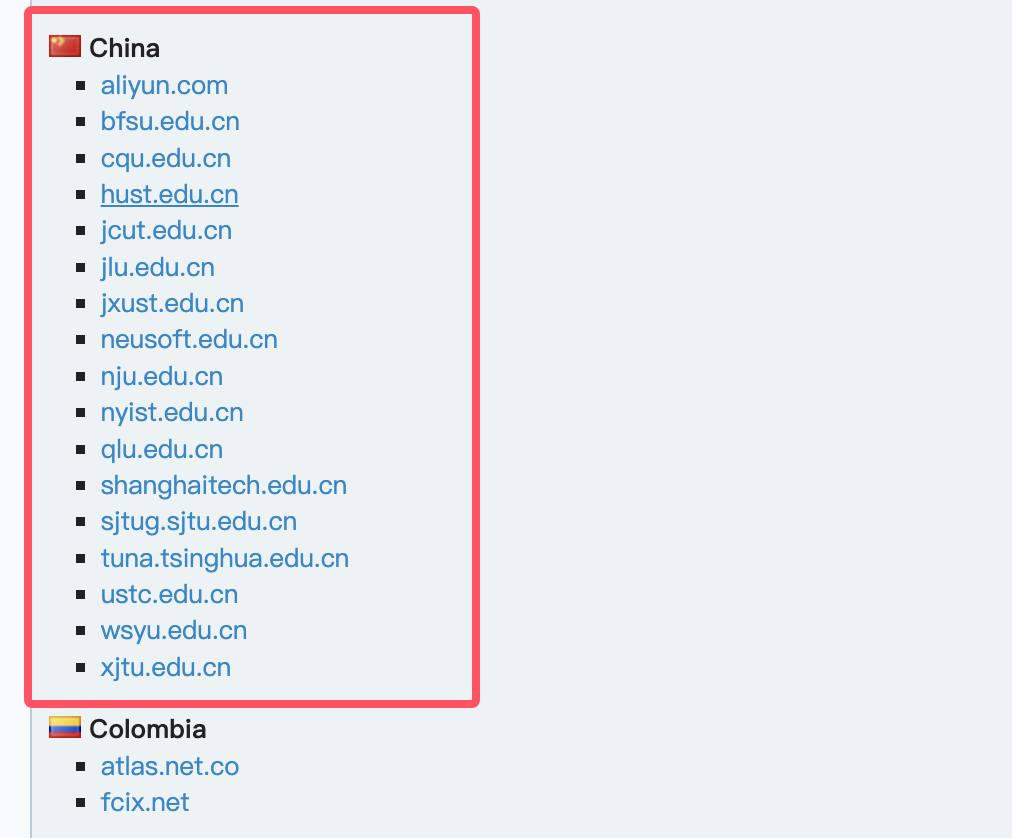 China
aliyun.com
bfsu.edu.cn
cqu.edu.cn
hust.edu.cn
jcut.edu.cn
jlu.edu.cn
jxust.edu.cn
neusoft.edu.cn
nju.edu.cn
nyist.edu.cn
qlu.edu.cn
shanghaitech.edu.cn
sjtug.sjtu.edu.cn
tuna.tsinghua.edu.cn
ustc.edu.cn
wsyu.edu.cn
xjtu.edu.cn
Colombia
atlas.net.co
fcix.net